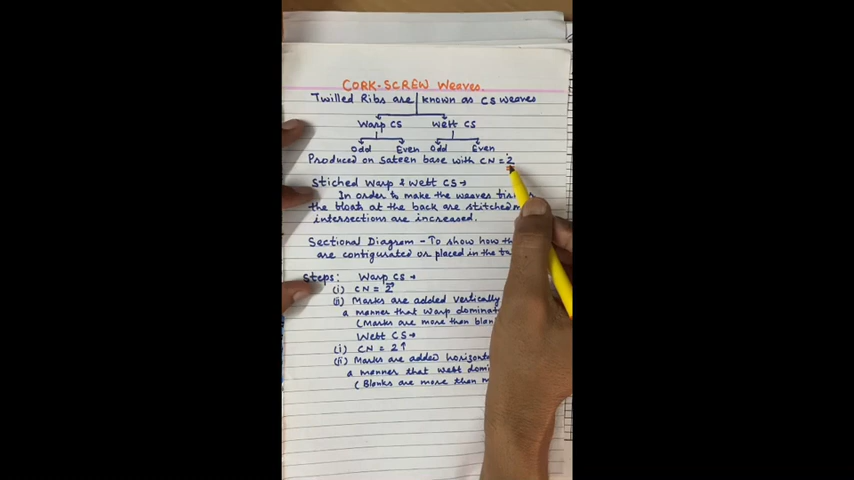 CORK-SCREW Weaves.
Twilled Ribs are known as CS weaves
Warp CS Weft CS
Odd Even Odd Even
Produced on Sateen base with CN = 2
Stiched Warp & Weft CS →
In order to make the weaves
the floats at the back are stitched
intersections are increased.
Sectional Diagram - To show how
are configurated or placed in the
Steps: Warp CS →
(i) CN = 2
(ii) Marks are added vertically
a manner that warp
(Marks are more than
Weft CS →
(i) CN = 2↑
(ii) Marks are added
a manner that weft
(Blanks are more than